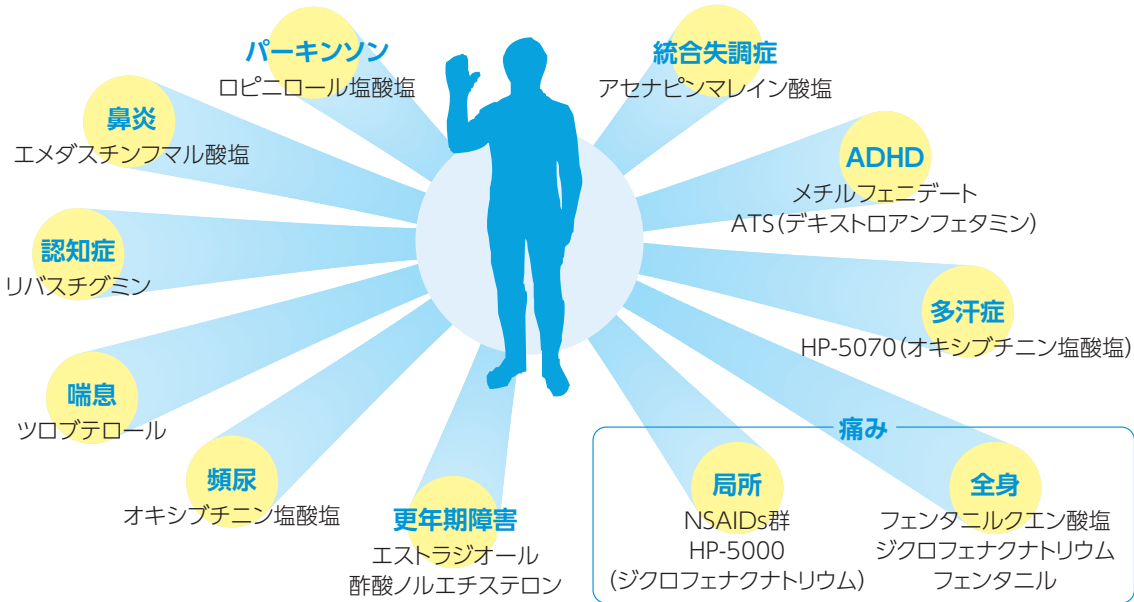 パーキンソン
ロピニロール塩酸塩
統合失調症
アセナピンマレイン酸塩
鼻炎
エメダスチンフマル酸塩
ADHD
メチルフェニデート
ATS(デキストロアンフェタミン)
認知症
リバスチグミン
多汗症
HP-5070(オキシブチニン塩酸塩)
喘息
ツロブテロール
頻尿
オキシブチニン塩酸塩
更年期障害
エストラジオール
酢酸ノルエチステロン
痛み
局所
NSAIDs群
HP-5000
(ジクロフェナクナトリウム)
全身
フェンタニルクエン酸塩
ジクロフェナクナトリウム
フェンタニル